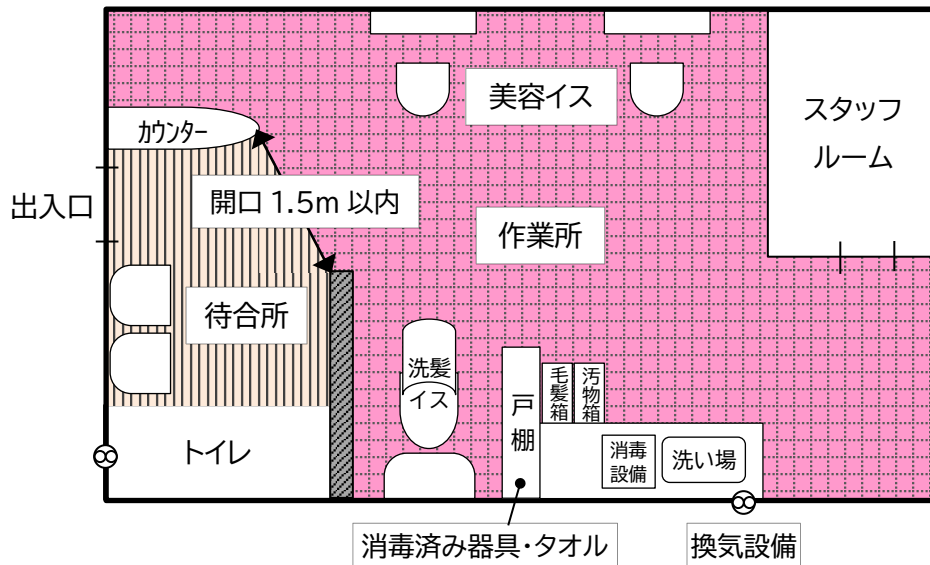 美容イス
スタッフ
ルーム
カウンター
出入口
開口 1.5m 以内
作業所
待合所
洗髪
イス
戸棚
毛髪箱
汚物箱
消毒
設備
洗い場
トイレ
消毒済み器具・タオル
換気設備